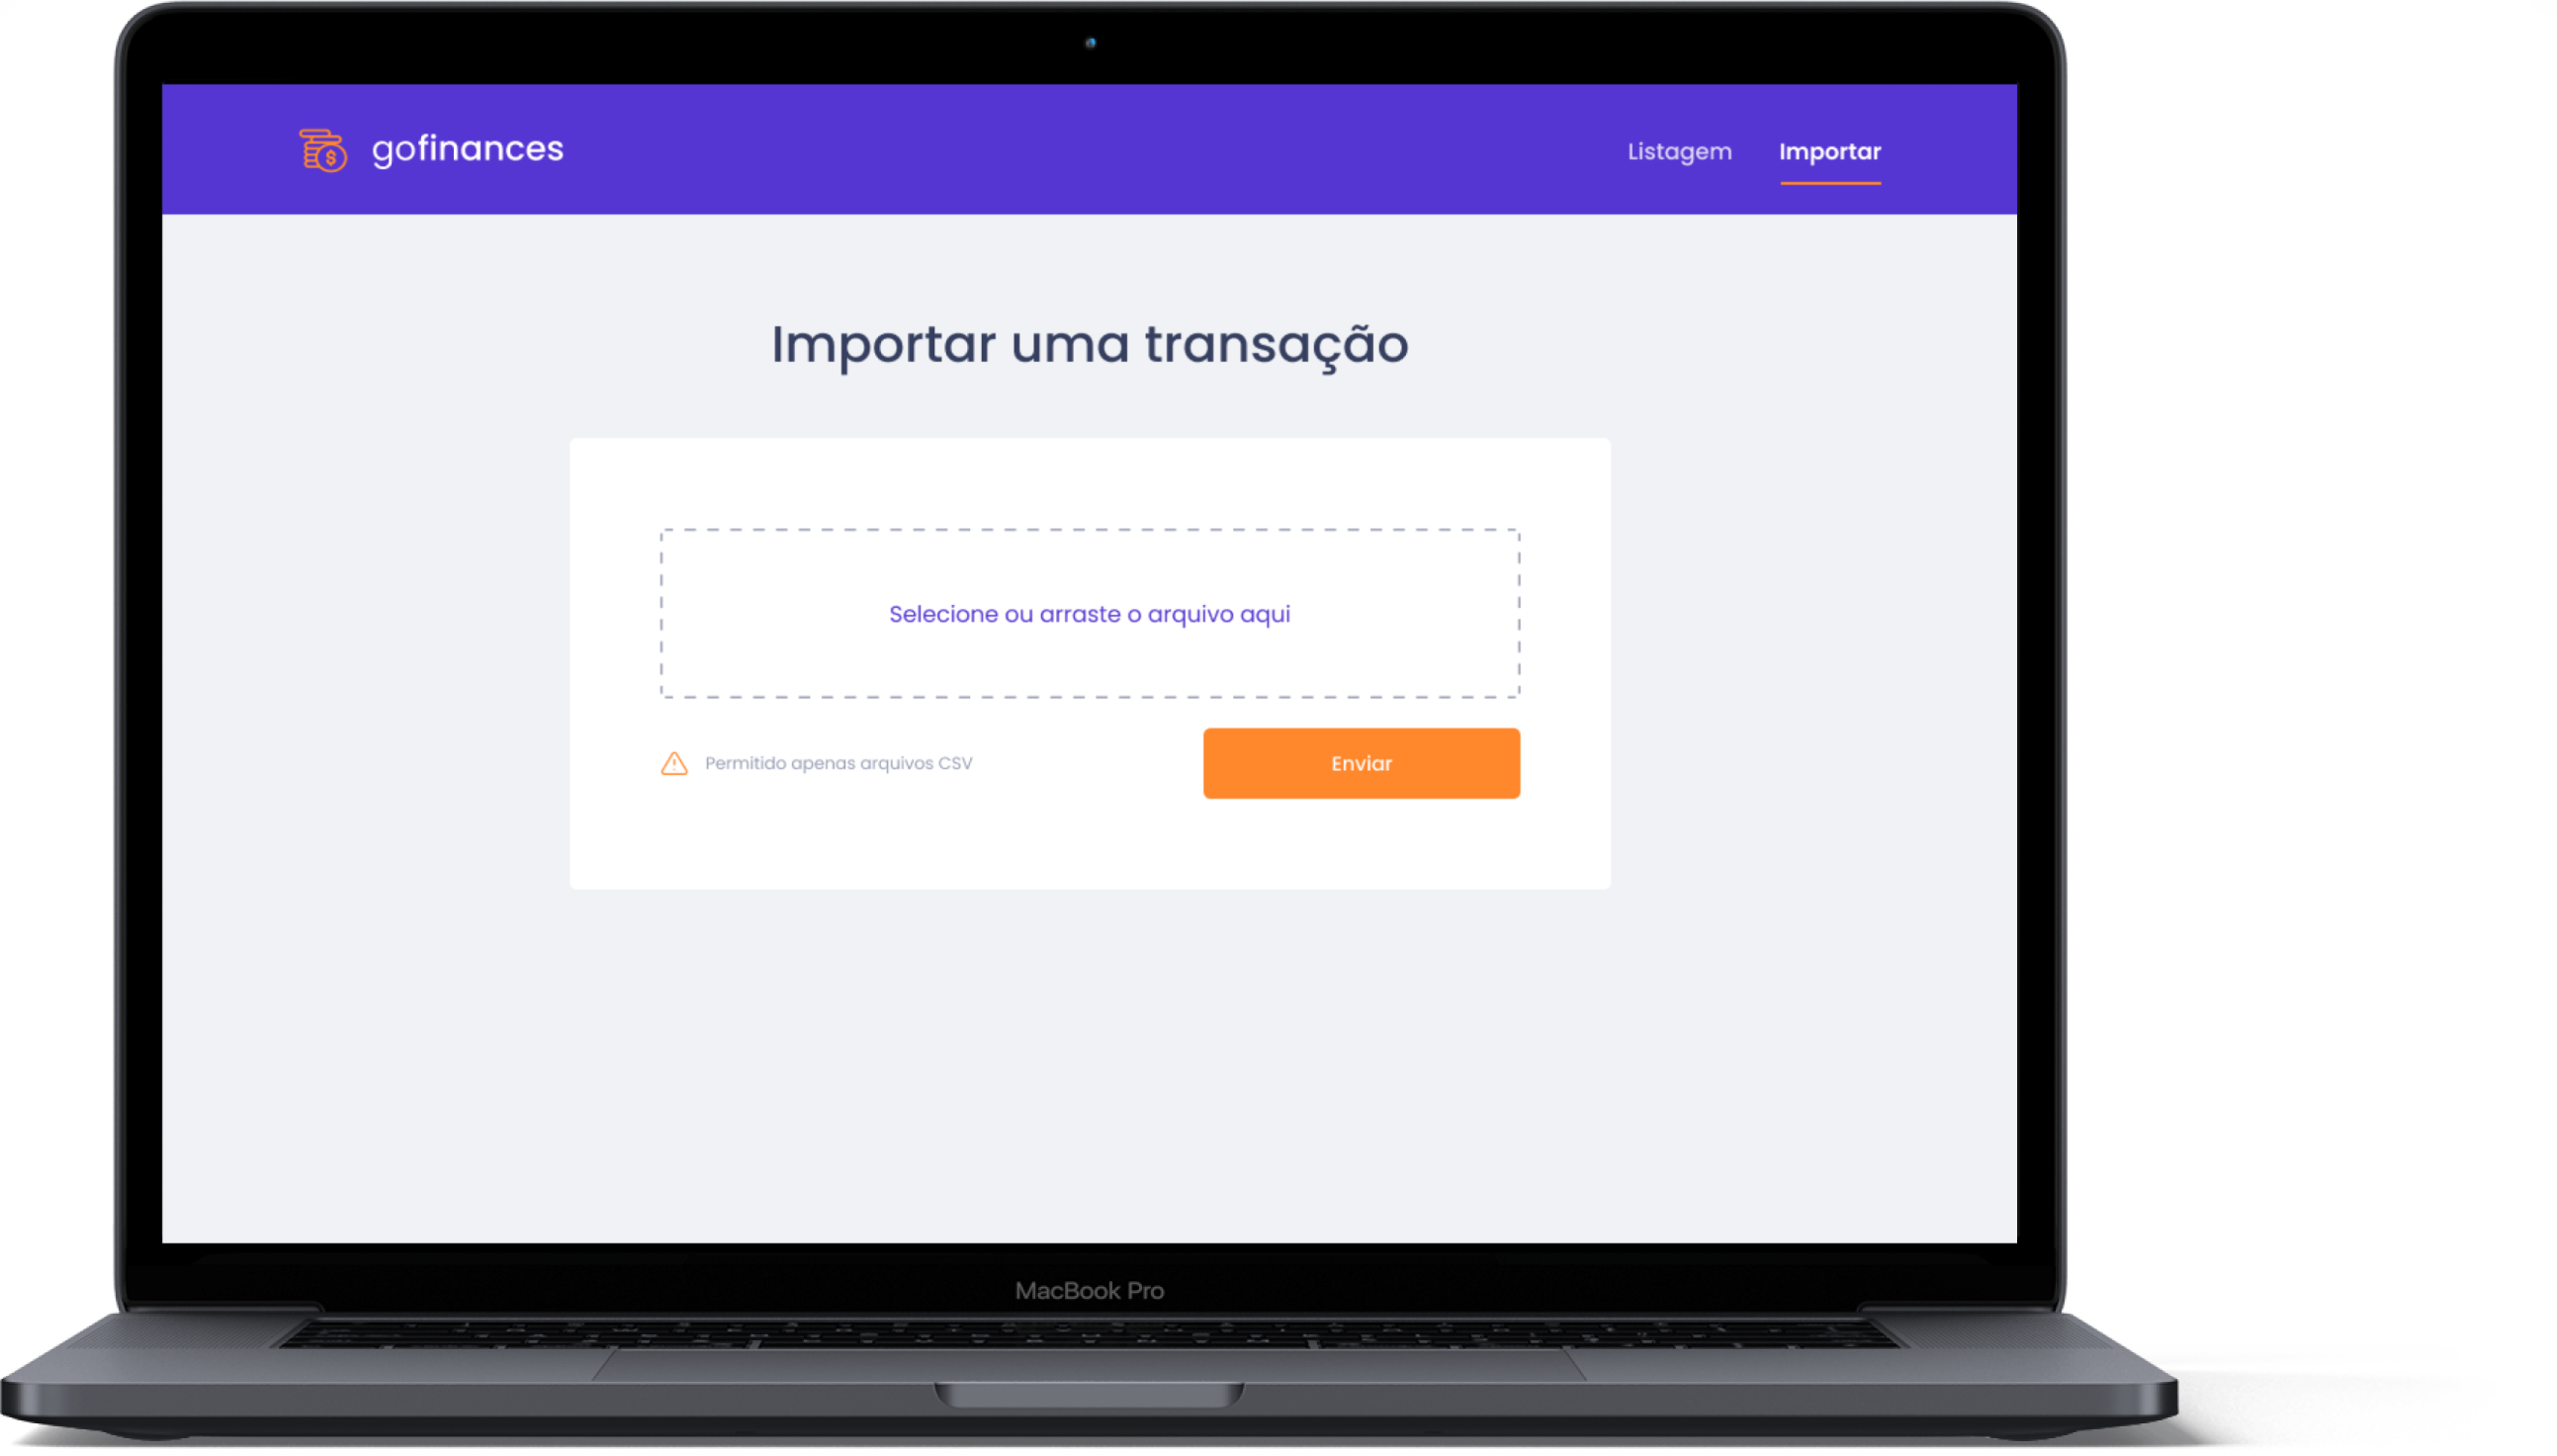 gofinances
Listagem
Importar
Importar uma transação
Selecione ou arraste o arquivo aqui
Permitido apenas arquivos CSV
Enviar
MacBook Pro